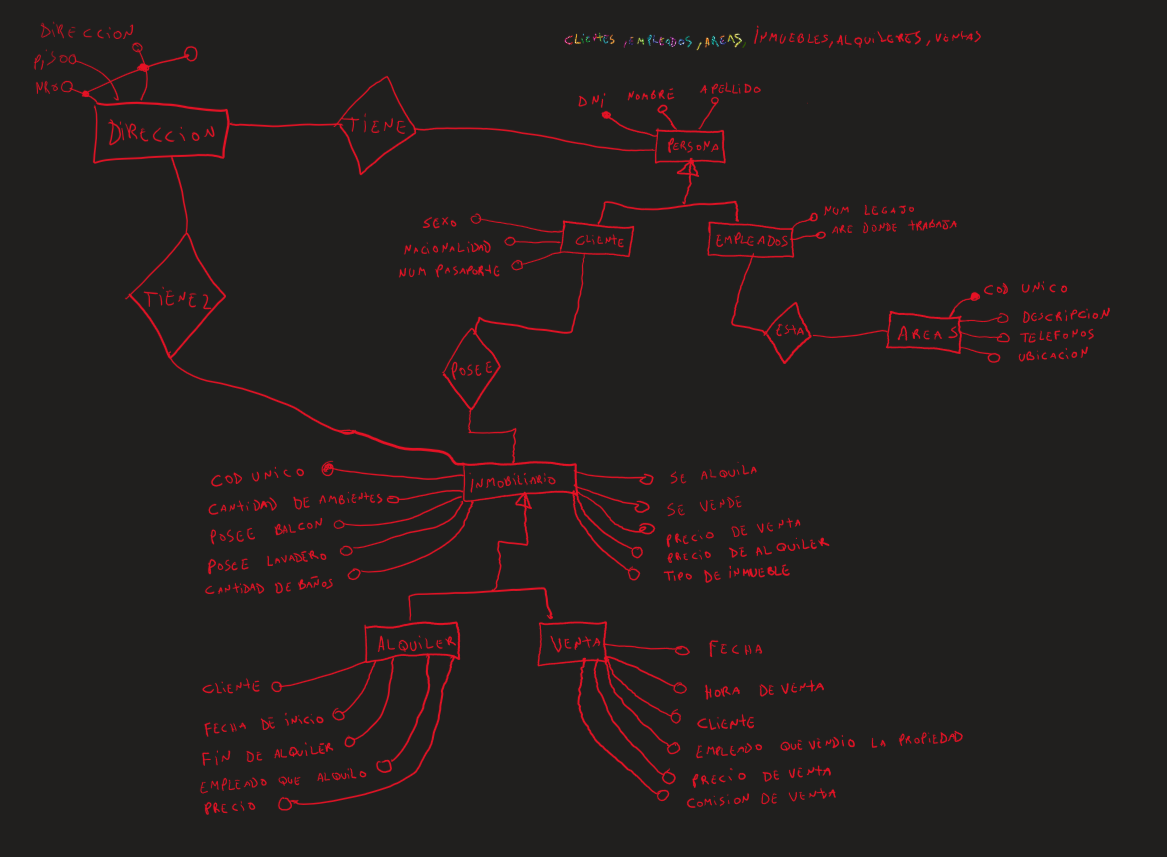 DIRECCION
PISO
NRO
CLIENTES, EMPLEADOS, AREAS, INMUEBLES, ALQUILERES, VENTAS
DNI
NOMBRE
APELLIDO
DIRECCION
TIENE
PERSONA
SEXO
NACIONALIDAD
NUM PASAPORTE
CLIENTE
EMPLEADOS
NUM LEGAJO
ARE DONDE TRABAJA
TIENE 2
POSEE
ESTA
AREAS
COD UNICO
DESCRIPCION
TELEFONOS
UBICACION
INMOBILIARIO
COD UNICO
CANTIDAD DE AMBIENTES
POSEE BALCON
POSEE LAVADERO
CANTIDAD DE BAÑOS
SE ALQUILA
SE VENDE
PRECIO DE VENTA
PRECIO DE ALQUILER
TIPO DE INMUEBLE
ALQUILER
VENTA
CLIENTE
FECHA DE INICIO
FIN DE ALQUILER
EMPLEADO QUE ALQUILO
PRECIO
FECHA
HORA DE VENTA
CLIENTE
EMPLEADO QUE VENDIO LA PROPIEDAD
PRECIO DE VENTA
COMISION DE VENTA